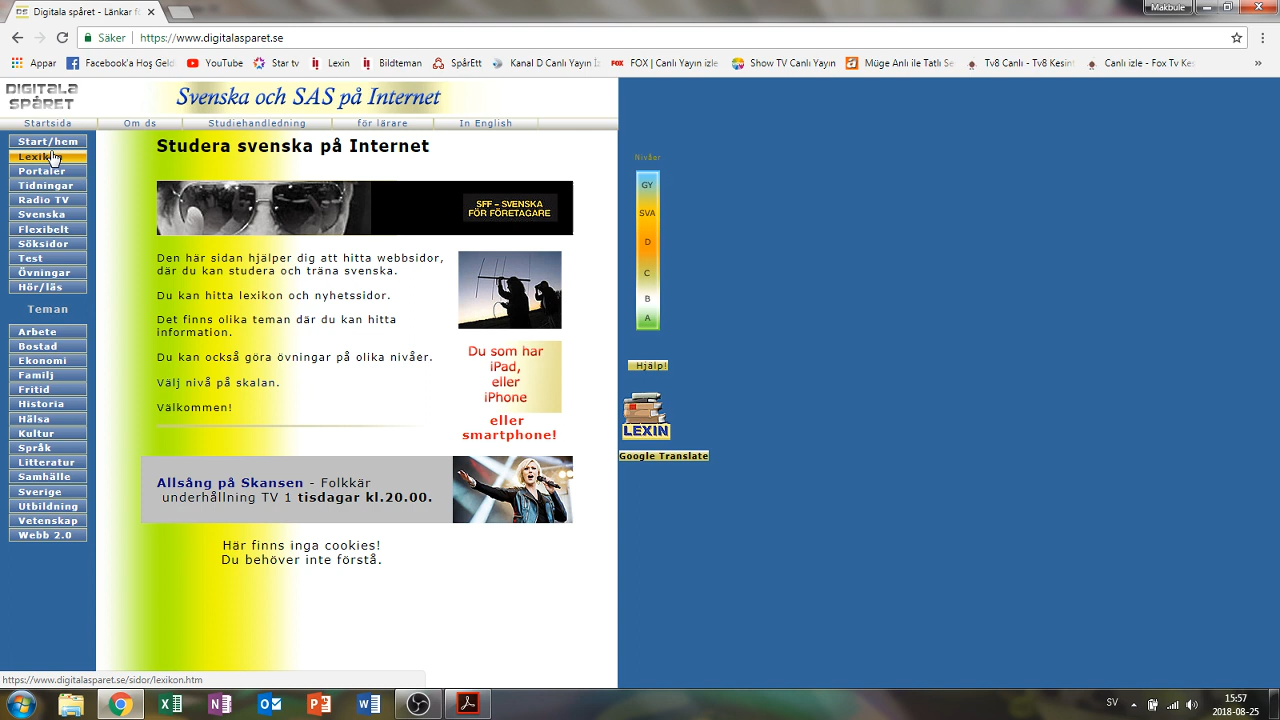 Digitala spåret - Länkar fö
Makbule
Säker
https://www.digitalasparet.se
Appar
Facebook'a Hoş Geld
YouTube
Star tv
Lexin
Bildteman
SpårEtt
Kanal D Canlı Yayın İz
FOX | Canlı Yayın izle
Show TV Canlı Yayın
Müge Anlı ile Tatlı Se
Tv8 Canlı - Tv8 Kesint
Canlı izle - Fox Tv Kes
»
DIGITALA
SPÅRET
Svenska och SAS på Internet
Startsida
Om ds
Studiehandledning
för lärare
In English
Start/hem
Lexikon
Portaler
Tidningar
Radio TV
Svenska
Flexibelt
Söksidor
Test
Övningar
Hör/läs
Teman
Arbete
Bostad
Ekonomi
Familj
Fritid
Historia
Hälsa
Kultur
Språk
Litteratur
Samhälle
Sverige
Utbildning
Vetenskap
Webb 2.0
Studera svenska på Internet
SFF – SVENSKA
FÖR FÖRETAGARE
Den här sidan hjälper dig att hitta webbsidor,
där du kan studera och träna svenska.
Du kan hitta lexikon och nyhetssidor.
Det finns olika teman där du kan hitta
information.
Du kan också göra övningar på olika nivåer.
Välj nivå på skalan.
Välkommen!
Du som har
iPad,
eller
iPhone
eller
smartphone!
Allsång på Skansen - Folkkär
underhållning TV 1 tisdagar kl.20.00.
Här finns inga cookies!
Du behöver inte förstå.
Nivåer
GY
SVA
D
C
B
A
Hjälp!
LEXIN
Google Translate
https://www.digitalasparet.se/sidor/lexikon.htm
SV
15:57
2018-08-25